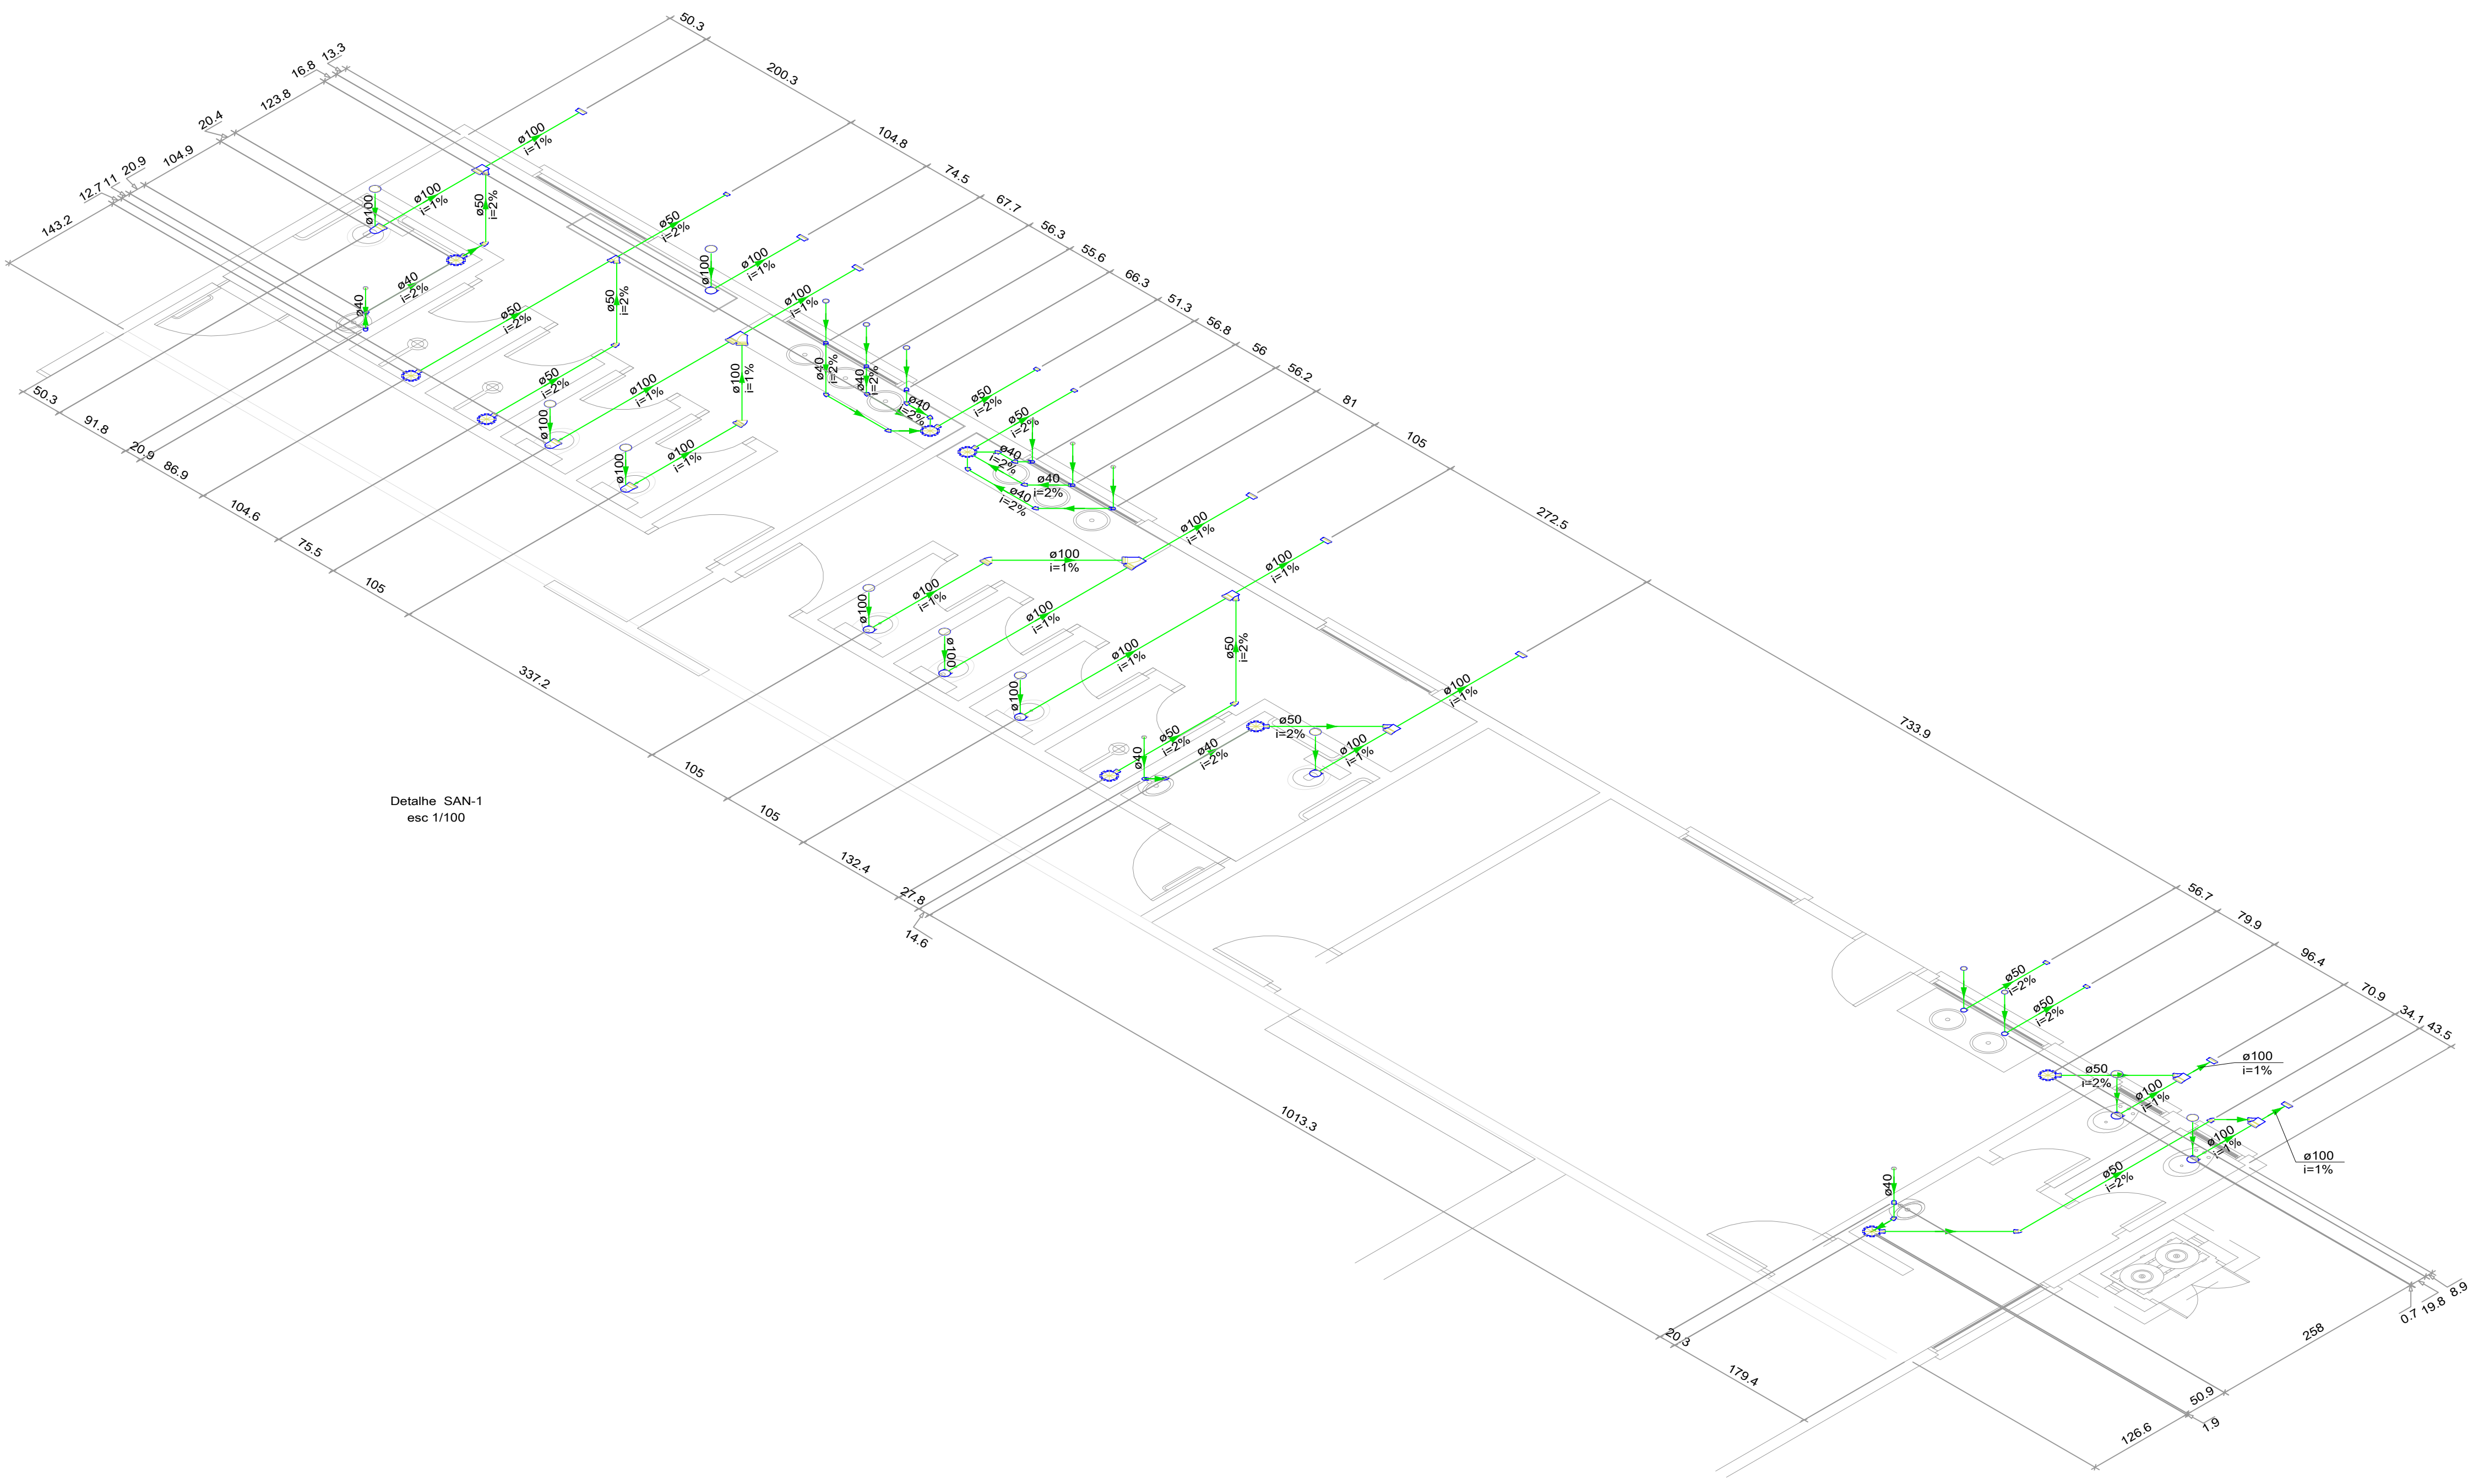 50.3
200.3
104.8
74.5
67.7
56.3
55.6
66.3
51.3
56.8
56
56.2
81
105
272.5
733.9
56.7
79.9
96.4
70.9
34.1
43.5
13.3
16.8
123.8
20.4
104.9
20.9
11
12.7
143.2
50.3
91.8
20.9
86.9
104.6
75.5
105
337.2
105
105
132.4
27.8
14.6
1013.3
20.3
179.4
126.6
1.9
50.9
258
0.7
19.8
8.9
ø100
i=1%
ø100
ø100
i=1%
ø50
i=2%
ø40
ø40
i=2%
ø50
i=2%
ø50
i=2%
ø50
i=2%
ø50
i=2%
ø100
ø100
i=1%
ø100
i=1%
ø100
ø100
i=1%
ø100
i=1%
ø100
ø100
i=1%
ø40
i=2%
ø40
i=2%
ø40
i=2%
ø50
i=2%
ø50
i=2%
ø40
i=2%
ø40
i=2%
ø40
i=2%
ø100
ø100
i=1%
ø100
i=1%
ø100
i=1%
ø100
ø100
i=1%
ø100
ø100
i=1%
ø100
i=1%
ø50
i=2%
ø50
i=2%
ø40
ø40
i=2%
ø50
i=2%
ø100
i=1%
ø100
i=1%
Detalhe SAN-1
esc 1/100
ø50
i=2%
ø50
i=2%
ø50
i=2%
ø100
i=1%
ø100
i=1%
ø100
i=1%
ø100
i=1%
ø50
i=2%
ø40